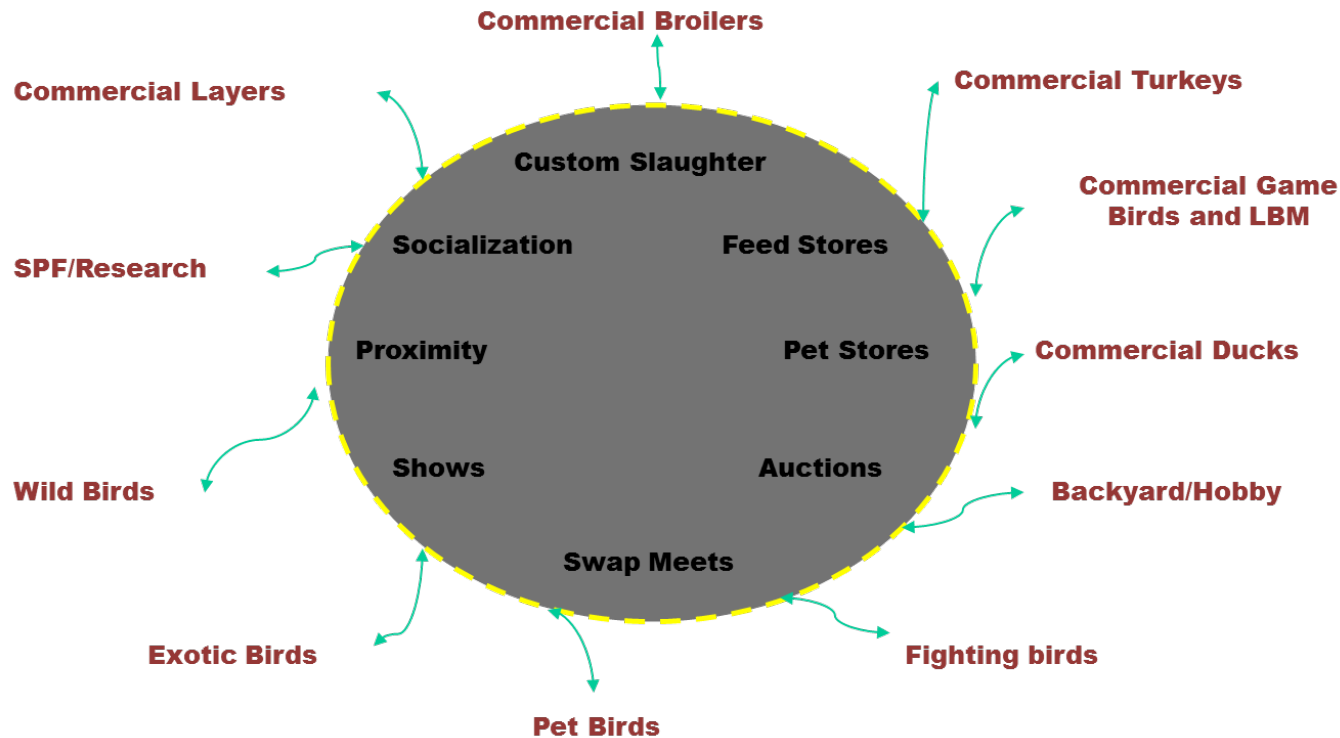 Commercial Broilers
Commercial Layers
Commercial Turkeys
Custom Slaughter
Commercial Game
Birds and LBM
Socialization
Feed Stores
SPF/Research
Proximity
Pet Stores
Commercial Ducks
Shows
Auctions
Wild Birds
Backyard/Hobby
Swap Meets
Exotic Birds
Fighting birds
Pet Birds